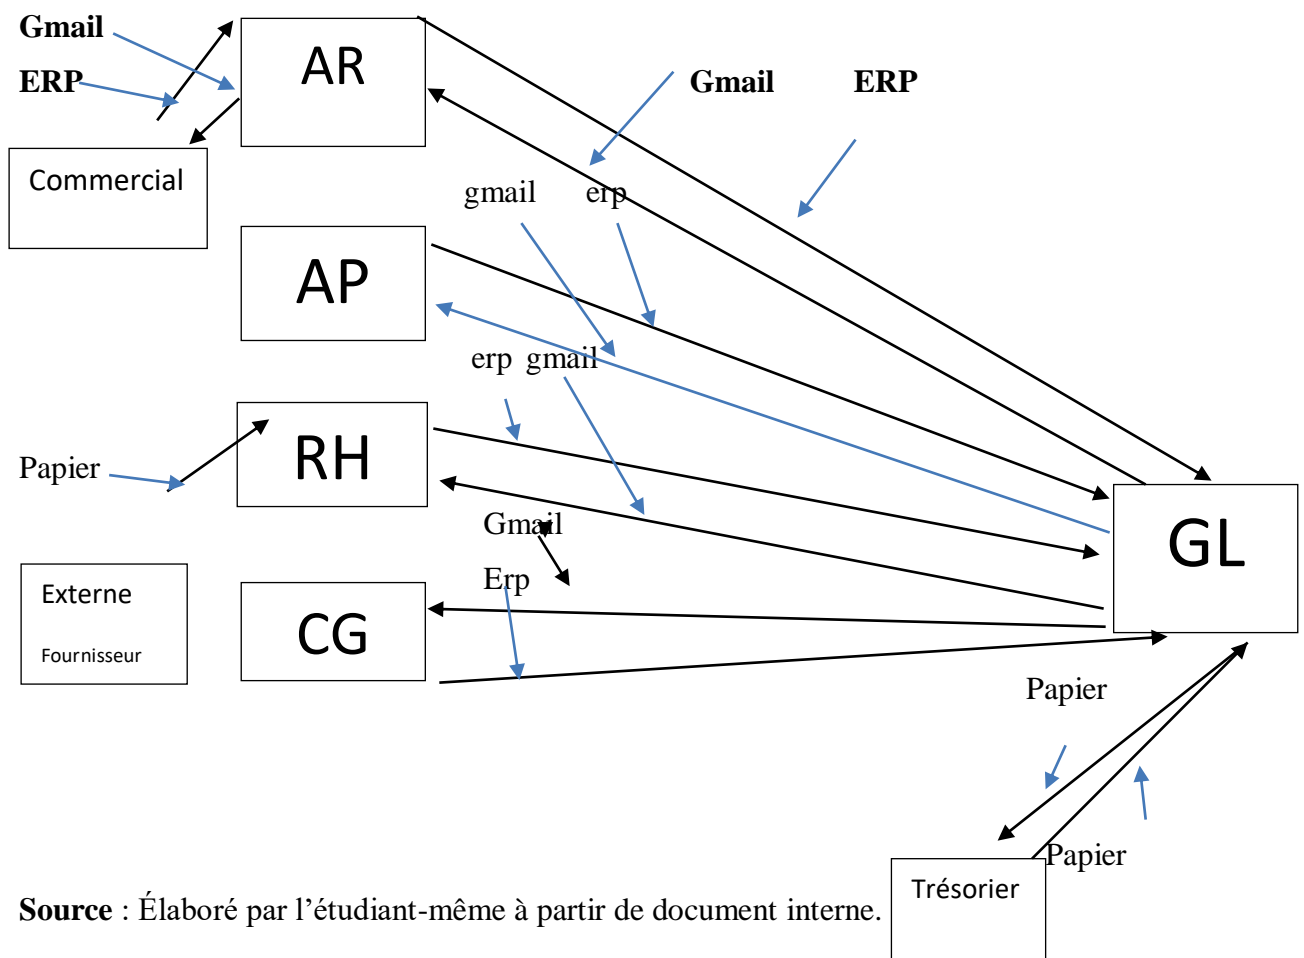 Gmail
AR
ERP
Gmail ERP
Commercial
gmail erp
AP
erp gmail
RH
Papier
Gmail
GL
Erp
Externe
Fournisseur
CG
Papier
Papier
Trésorier
Source : Élaboré par l’étudiant-même à partir de document interne.